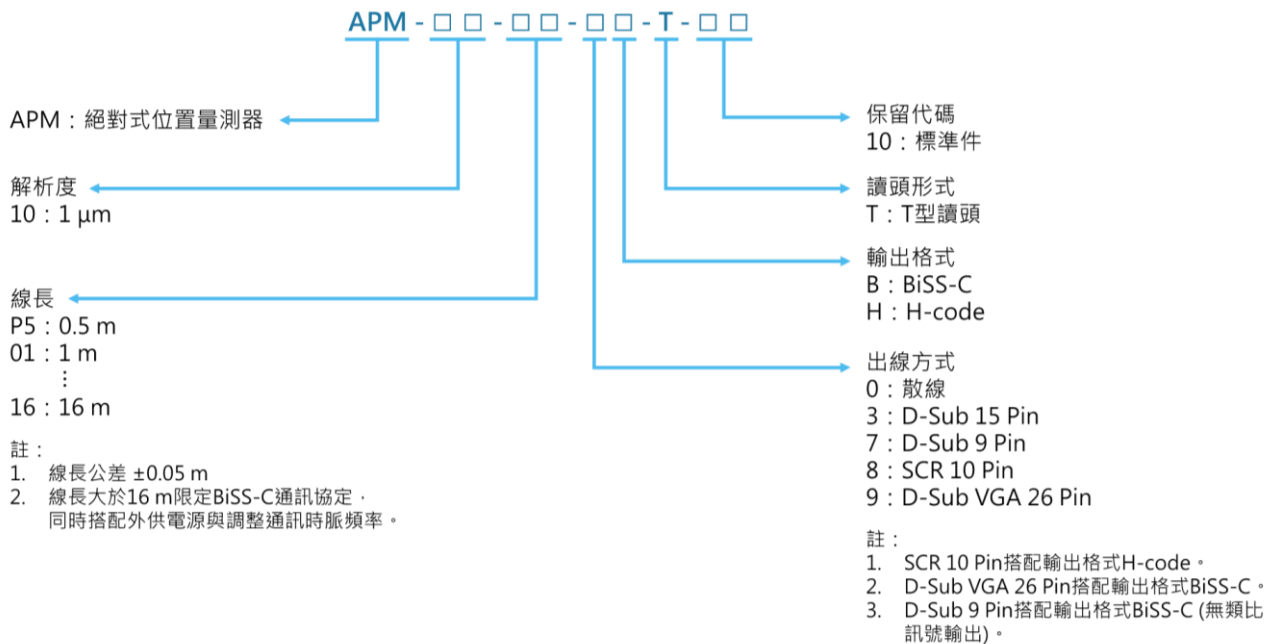 APM - □ □ - □ □ - □ □ - T - □ □
APM：絕對式位置量測器
解析度
10：1 μm
線長
P5：0.5 m
01：1 m
⋮
16：16 m
註：
1. 線長公差 ±0.05 m
2. 線長大於16 m限定BiSS-C通訊協定，
同時搭配外供電源與調整通訊時脈頻率。
保留代碼
10：標準件
讀頭形式
T：T型讀頭
輸出格式
B：BiSS-C
H：H-code
出線方式
0：散線
3：D-Sub 15 Pin
7：D-Sub 9 Pin
8：SCR 10 Pin
9：D-Sub VGA 26 Pin
註：
1. SCR 10 Pin搭配輸出格式H-code。
2. D-Sub VGA 26 Pin搭配輸出格式BiSS-C。
3. D-Sub 9 Pin搭配輸出格式BiSS-C (無類比
訊號輸出)。